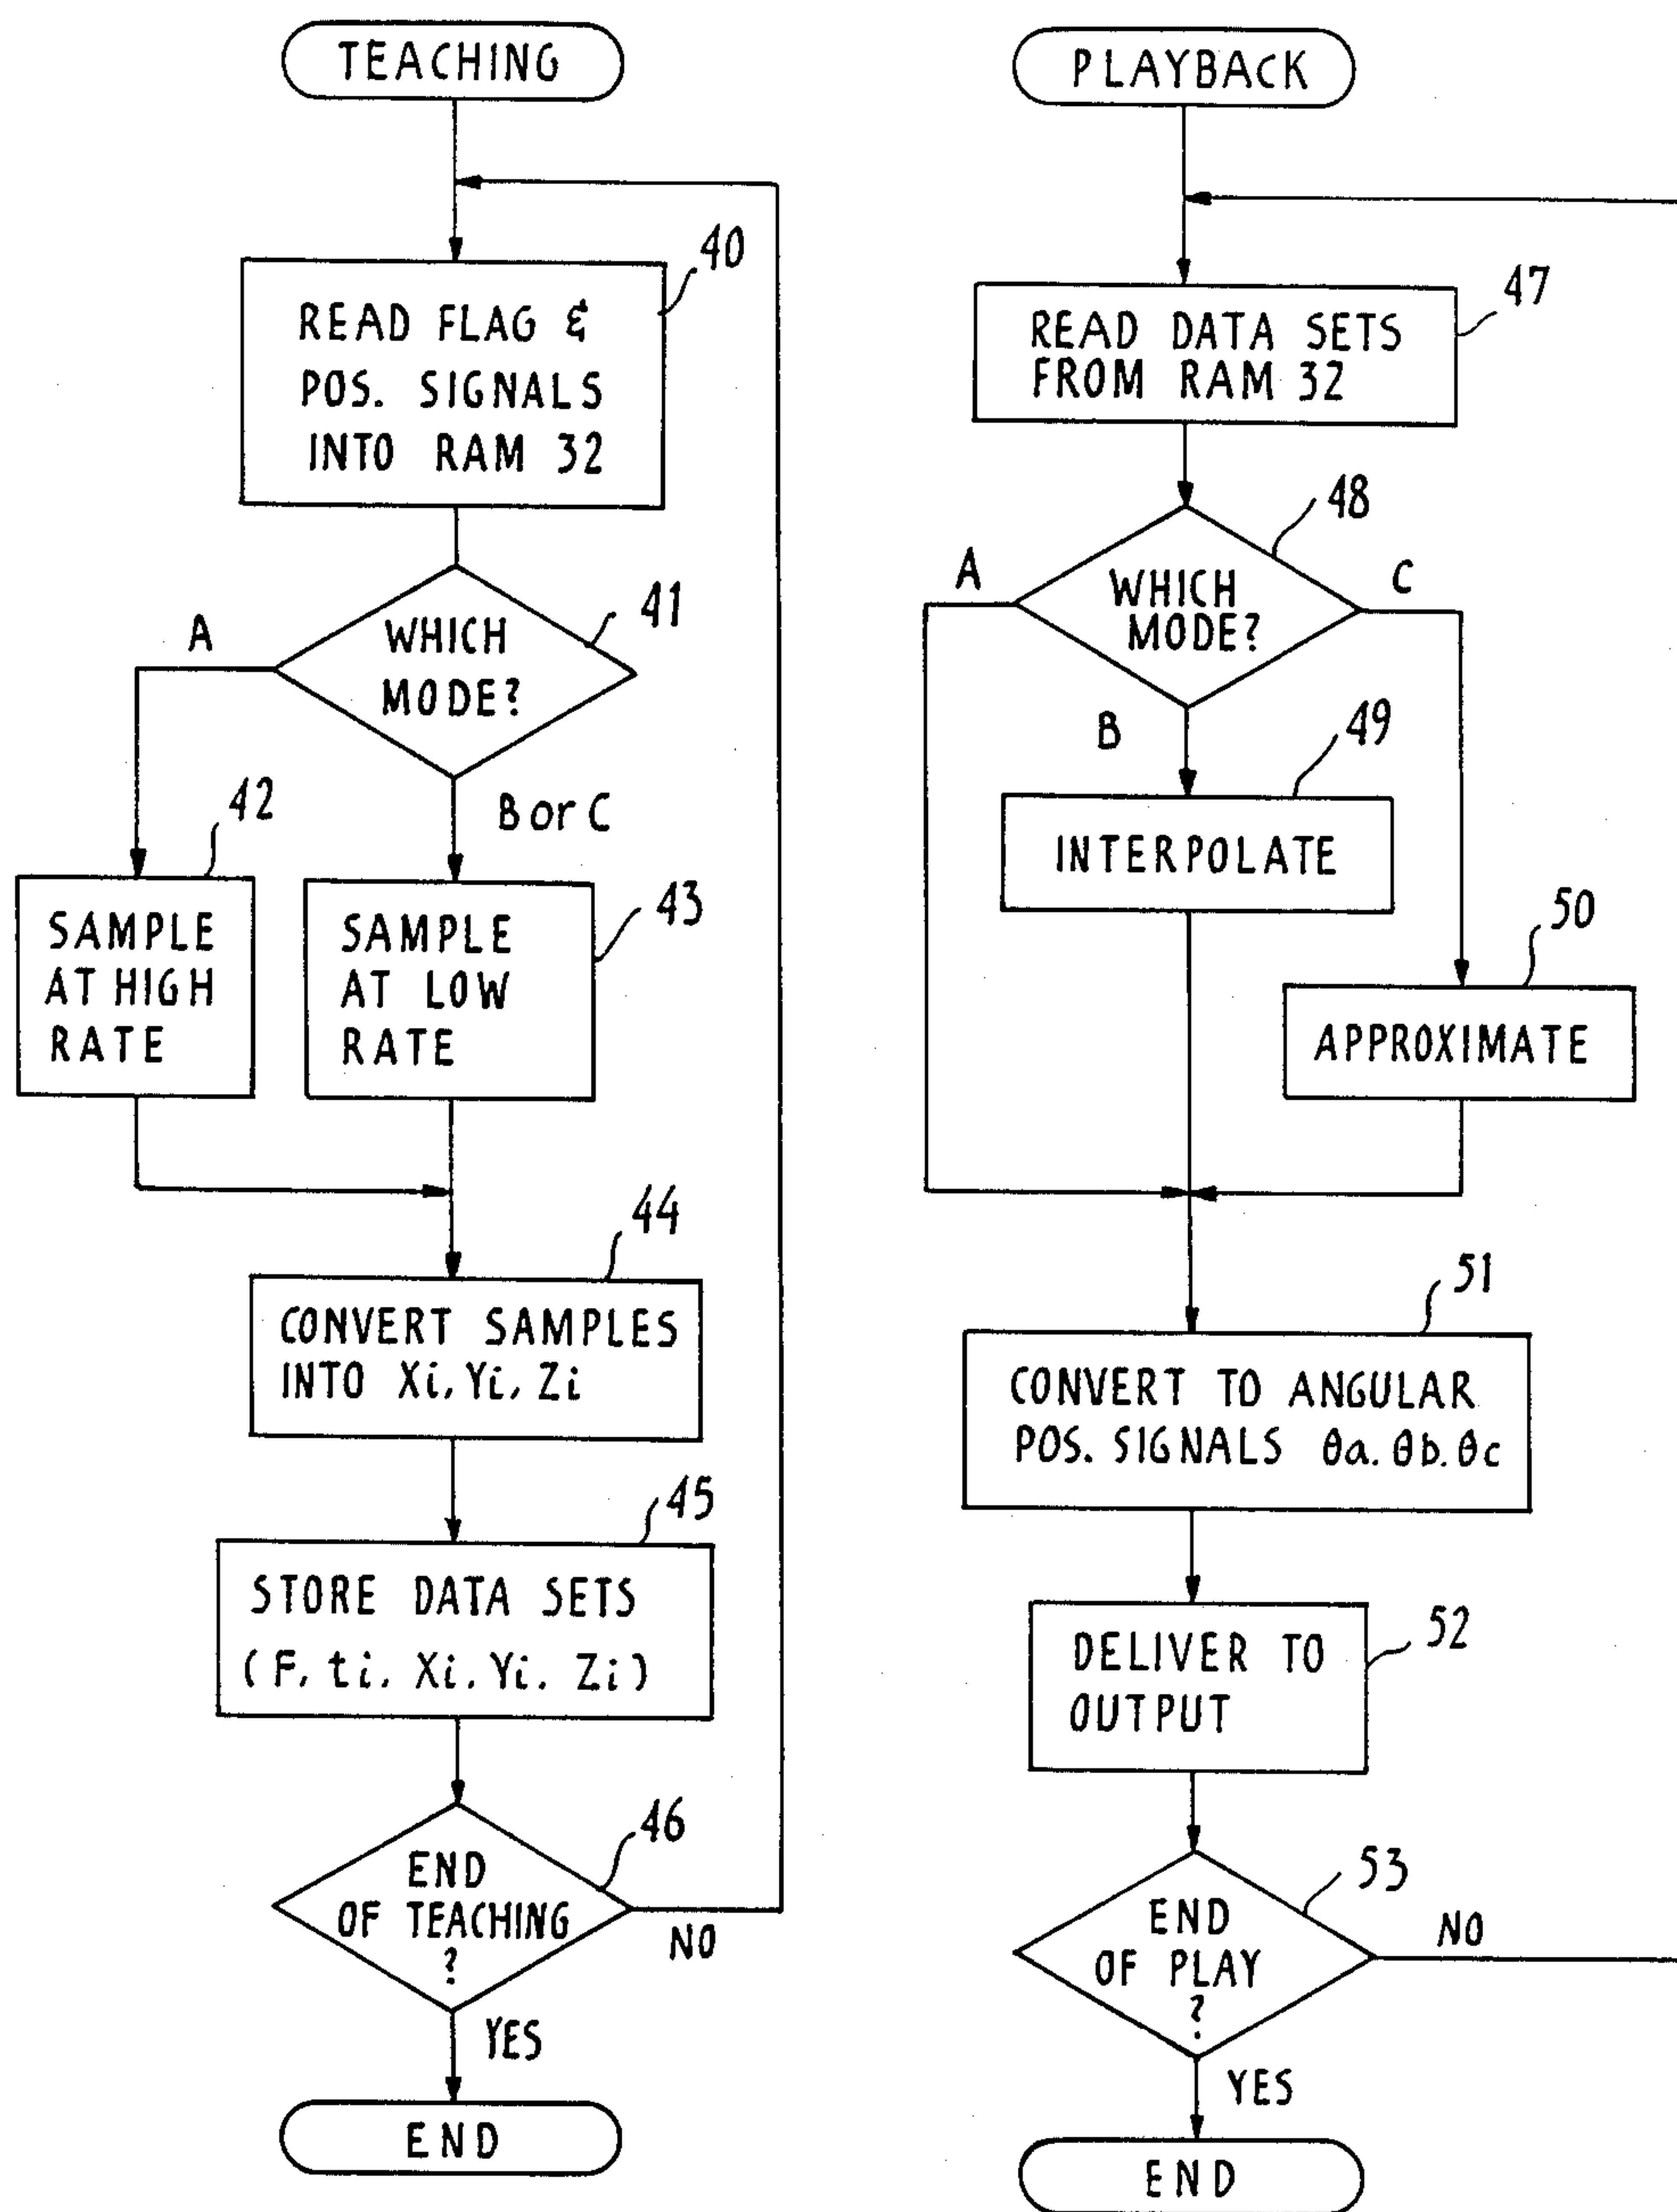 TEACHING
40
READ FLAG &
POS. SIGNALS
INTO RAM 32
41
WHICH
MODE?
A
B or C
42
SAMPLE
AT HIGH
RATE
43
SAMPLE
AT LOW
RATE
44
CONVERT SAMPLES
INTO Xi, Yi, Zi
45
STORE DATA SETS
(F, ti, Xi, Yi, Zi)
46
END
OF TEACHING
?
NO
YES
END
PLAYBACK
47
READ DATA SETS
FROM RAM 32
48
WHICH
MODE?
A
B
C
49
INTERPOLATE
50
APPROXIMATE
51
CONVERT TO ANGULAR
POS. SIGNALS θa. θb. θc
52
DELIVER TO
OUTPUT
53
END
OF PLAY
?
NO
YES
END